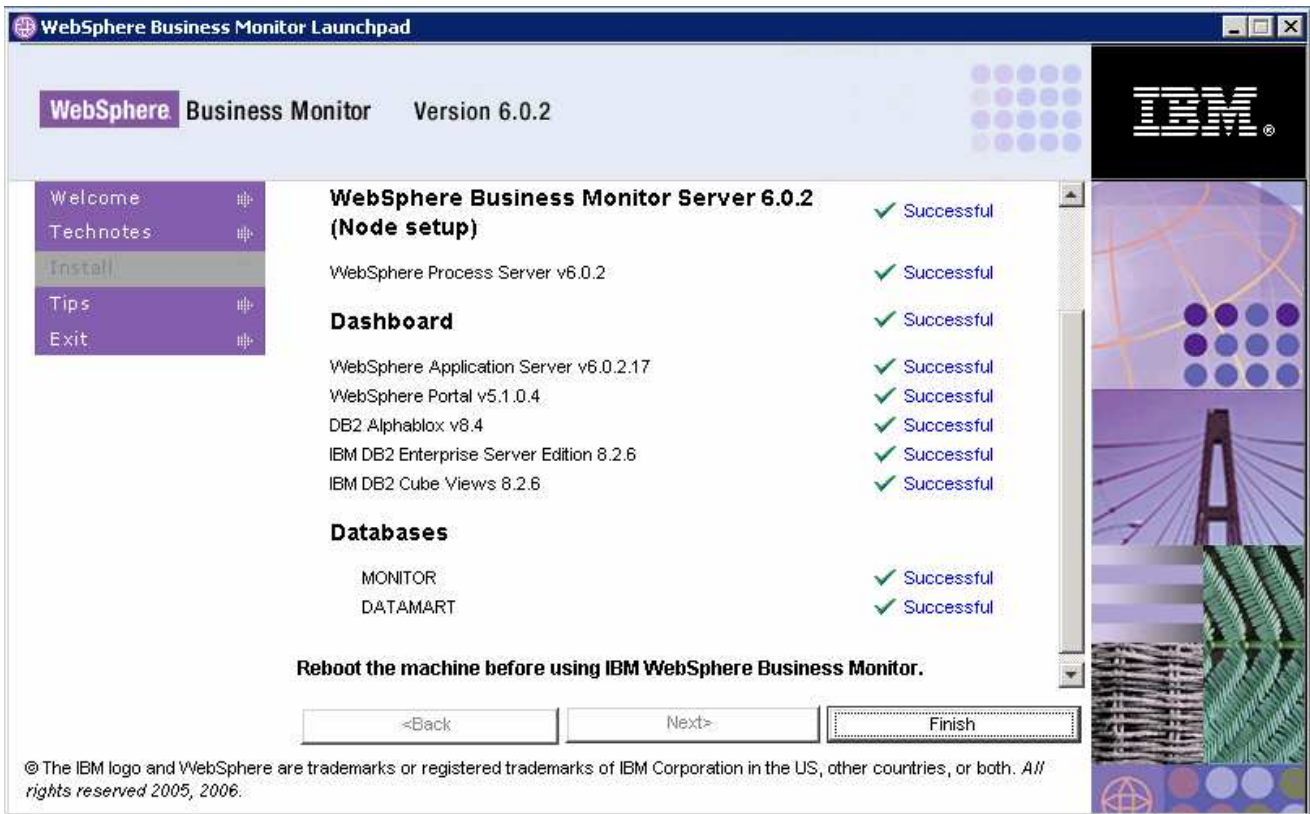 WebSphere Business Monitor Launchpad
WebSphere Business Monitor Version 6.0.2
IBM®
Welcome
Technotes
Install
Tips
Exit
WebSphere Business Monitor Server 6.0.2 Successful
(Node setup)
WebSphere Process Server v6.0.2 Successful
Dashboard Successful
WebSphere Application Server v6.0.2.17 Successful
WebSphere Portal v5.1.0.4 Successful
DB2 Alphablox v8.4 Successful
IBM DB2 Enterprise Server Edition 8.2.6 Successful
IBM DB2 Cube Views 8.2.6 Successful
Databases
MONITOR Successful
DATAMART Successful
Reboot the machine before using IBM WebSphere Business Monitor.
<Back Next> Finish
© The IBM logo and WebSphere are trademarks or registered trademarks of IBM Corporation in the US, other countries, or both. All
rights reserved 2005, 2006.